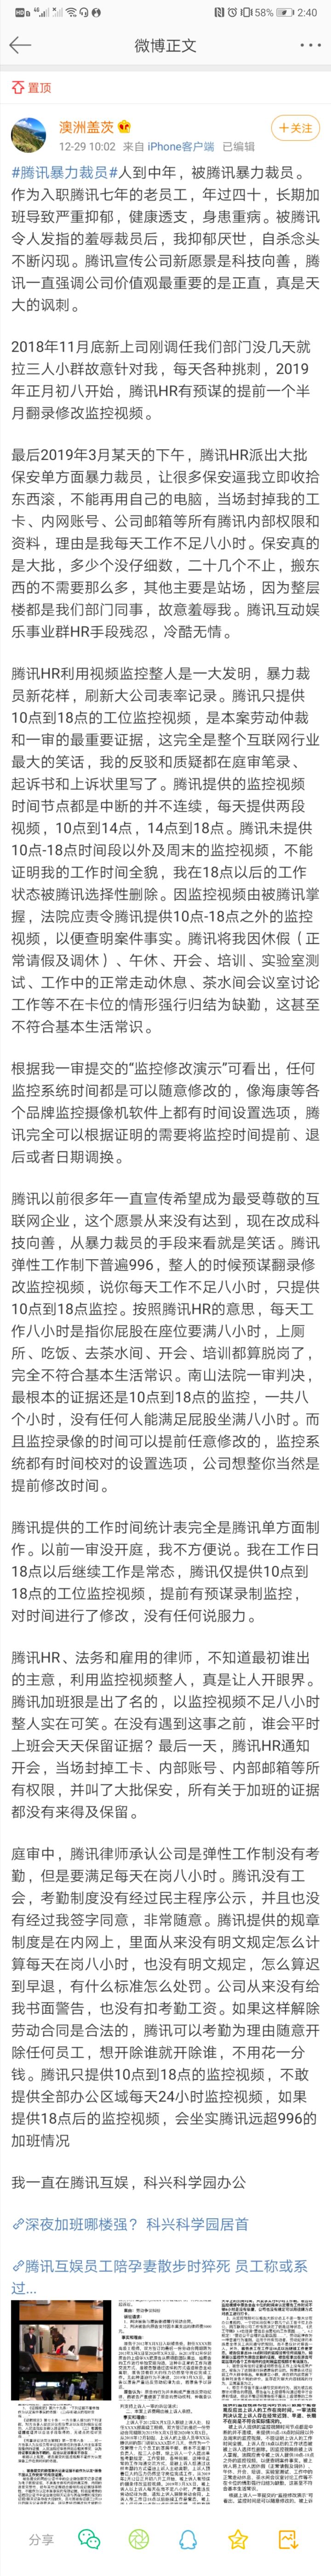 58% 2:40
微博正文
置顶
澳洲盖茨
+关注
12-29 10:02 来自 iPhone客户端 已编辑
#腾讯暴力裁员#人到中年，被腾讯暴力裁员。
作为入职腾讯七年的老员工，年过四十，长期加
班导致严重抑郁，健康透支，身患重病。被腾讯
令人发指的羞辱裁员后，我抑郁厌世，自杀念头
不断闪现。腾讯宣传公司新愿景是科技向善，腾
讯一直强调公司价值观最重要的是正直，真是天
大的讽刺。
2018年11月底新上司刚调任我们部门没几天就
拉三人小群故意针对我，每天各种挑刺，2019
年正月初八开始，腾讯HR有预谋的提前一个半
月翻录修改监控视频。
最后2019年3月某天的下午，腾讯HR派出大批
保安多单方面暴力裁员，让很多保安逼我立即收拾
东西滚，不能再用自己的电脑，当场封掉我的工
卡、内网账号、公司邮箱等所有腾讯内部权限和
资料，理由是我每天工作不足八小时。保安真的
是大批，多少个没仔细数，二十几个不止，搬东
西的不需要那么多，其他主要是站场，因为整层
楼都是我们部门同事，故意羞辱我。腾讯互动娱
乐事业群HR手段残忍，冷酷无情。
腾讯HR利用视频监控整人是一大发明，暴力裁
员新花样，刷新大公司表率记录。腾讯只提供
10点到18点的工位监控视频，是本案劳动仲裁
和一审的最重要证据，这完全是整个互联网行业
最大的笑话，我的反驳和质疑都在庭审笔录、
起诉书和上诉状里写了。腾讯提供的监控视频
时间节点都是中断的并不连续，每天提供两段
视频，10点到14点，14点到18点。腾讯未提供
10点-18点时间段以外及周末的监控视频，不能
证明我的工作时间全貌，我在18点以后的工作
状态被腾讯选择性删除。因监控视频由被腾讯掌
握，法院应责令腾讯提供10点-18点之外的监控
视频，以便查明案件事实。腾讯将我因休假（正
常请假及调休）、午休、开会、培训、实验室测
试、工作中的正常走动休息、茶水间会议室讨论
工作等不在卡位的情形强行归结为缺勤，这甚至
不符合基本生活常识。
根据我一审提交的“监控修改演示”可看出，任何
监控系统时间都是可以随意修改的，像海康等各
个品牌监控摄像机软件上都有时间设置选项，腾
讯完全可以根据证明的需要将监控时间提前、退
后或者日期调换。
腾讯以前很多年一直宣传希望成为最受尊敬的互
联网企业，这个愿景从来没有达到，现在改成科
技向善，从暴力裁员的手段来看就是笑话。腾讯
弹性工作制下普遍996，整人的时候预谋翻录修
改监控视频，说你每天工作不足八小时，只提供
10点到18点监控。按照腾讯HR的意思，每天工
作八小时是指你屁股在座位要满八小时，上厕
所、吃饭、去茶水间、开会、培训都算脱岗了，
完全不符合基本生活常识。南山法院一审判决，
最根本的证据还是10点到18点的监控，一共八
个小时，没有任何人能满足屁股坐满八小时。而
且监控录像的时间可以提前任意修改的，监控系
统都有时间校对的设置选项，公司想整你当然是
提前修改时间。
腾讯提供的工作时间统计表完全是腾讯单方面制
作。以前一审没开庭，我不方便说。我在工作日
18点以后继续工作是常态，腾讯仅提供10点到
18点的工位监控视频，提前有预谋录制监控，
对时间进行了修改，没有任何说服力。
腾讯HR、法务和雇用的律师，不知道最初谁出
的主意，利用监控视频整人，真是让人开眼界。
腾讯加班狠是出了名的，以监控视频不足八小时
整人实在可笑。在没有遇到这事之前，谁会平时
上班会天天保留证据？最后一天，腾讯HR通知
开会，当场封掉工卡、内部账号、内部邮箱等所
有权限，并叫了大批保安，所有关于加班的证据
都没有来得及保留。
庭审中，腾讯律师承认公司是弹性工作制没有考
勤，但是要满足每天在岗八小时。腾讯没有工
会，考勤制度没有经过民主程序公示，并且也没
有经过我签字同意，非常随意。腾讯提供的规章
制度是在内网上，里面从来没有明文规定怎么计
算每天在岗八小时，也没有明文规定，怎么算迟
到早退，有什么标准怎么处罚。公司从来没有给
我书面警告，也没有扣考勤工资。如果这样解除
劳动合同是合法的，腾讯可以考勤为理由随意开
除任何员工，想开除谁就开除谁，不用花一分
钱。腾讯只提供10点到18点的监控视频，不敢
提供全部办公区域每天24小时监控视频，如果
提供18点后的监控视频，会坐实腾讯远超996的
加班情况
我一直在腾讯互娱，科兴科学园办公
深夜加班哪楼强？ 科兴科学园居首
腾讯互娱员工陪孕妻散步时猝死 员工称或系
过...
分享